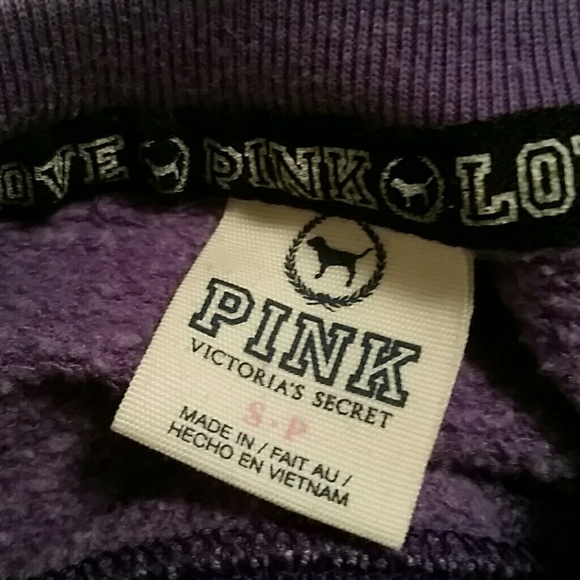 OVE PINK LO
PINK
VICTORIA'S SECRET
S·P
MADE IN / FAIT AU /
HECHO EN VIETNAM